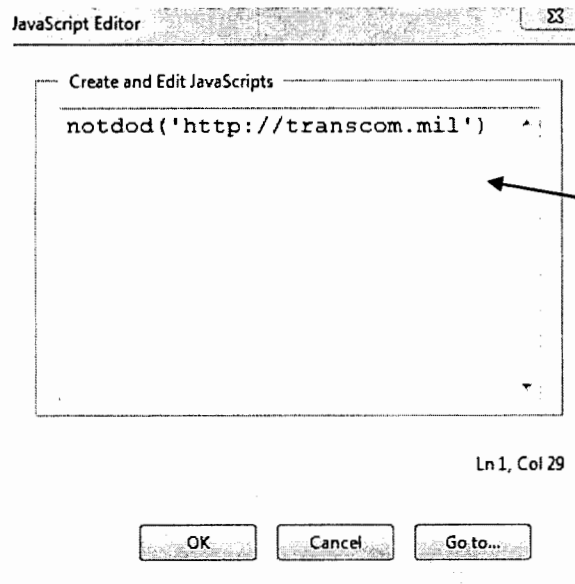 JavaScript Editor
Create and Edit JavaScripts
notdod('http://transcom.mil')
Ln 1, Col 29
OK Cancel Go to...